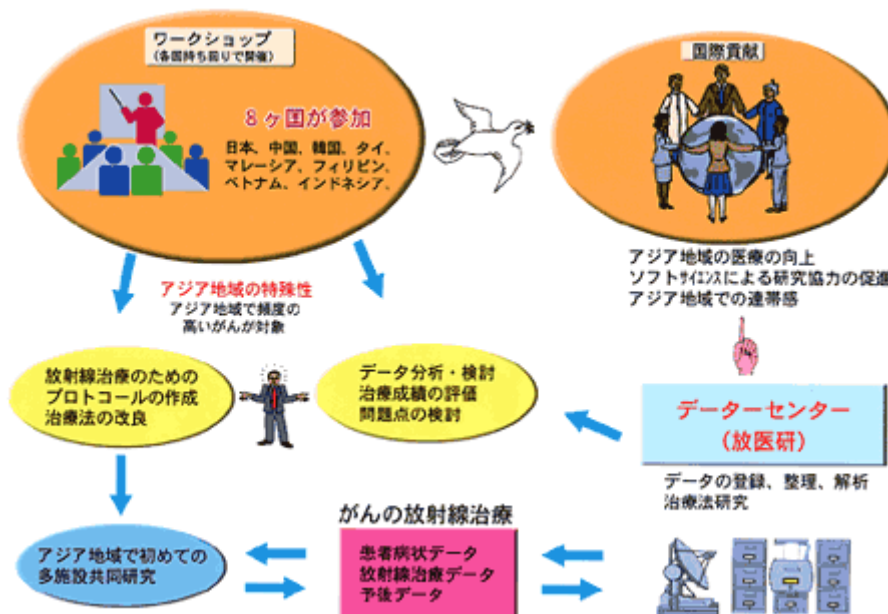 ワークショップ
(各国持ち回りで開催)
8ヶ国が参加
日本、中国、韓国、タイ、
マレーシア、フィリピン、
ベトナム、インドネシア、
国際貢献
アジア地域の医療の向上
ソフトサイエンスによる研究協力の促進
アジア地域での連帯感
アジア地域の特殊性
アジア地域で頻度の
高いがんが対象
放射線治療のための
プロトコールの作成
治療法の改良
データ分析・検討
治療成績の評価
問題点の検討
データーセンター
(放医研)
データの登録、整理、解析
治療法研究
がんの放射線治療
アジア地域で初めての
多施設共同研究
患者病状データ
放射線治療データ
予後データ